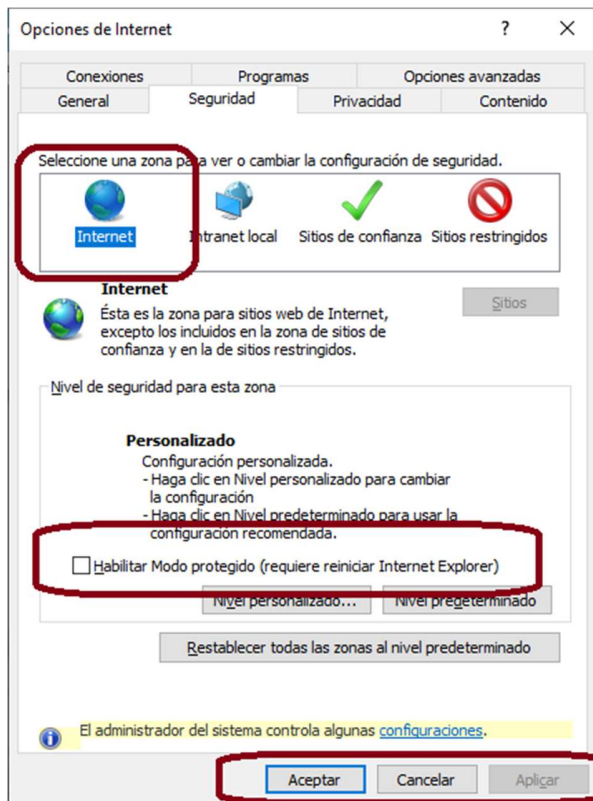 Opciones de Internet
?
Conexiones
Programas
Opciones avanzadas
General
Seguridad
Privacidad
Contenido
Seleccione una zona para ver o cambiar la configuración de seguridad.
Internet
Intranet local
Sitios de confianza
Sitios restringidos
Internet
Sitios
Ésta es la zona para sitios web de Internet,
excepto los incluidos en la zona de sitios de
confianza y en la de sitios restringidos.
Nivel de seguridad para esta zona
Personalizado
Configuración personalizada.
- Haga clic en Nivel personalizado para cambiar
la configuración
- Haga clic en Nivel predeterminado para usar la
configuración recomendada.
Habilitar Modo protegido (requiere reiniciar Internet Explorer)
Nivel personalizado...
Nivel predeterminado
Restablecer todas las zonas al nivel predeterminado
El administrador del sistema controla algunas configuraciones.
Aceptar
Cancelar
Aplicar